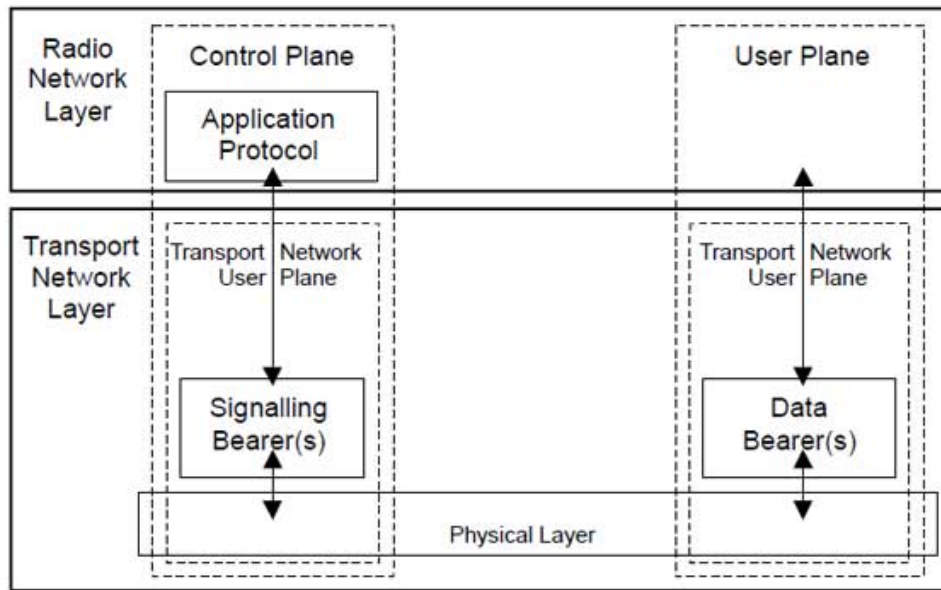 Radio
Network
Layer
Control Plane
Application
Protocol
User Plane
Transport
Network
Layer
Transport Network
User Plane
Signalling
Bearer(s)
Transport Network
User Plane
Data
Bearer(s)
Physical Layer